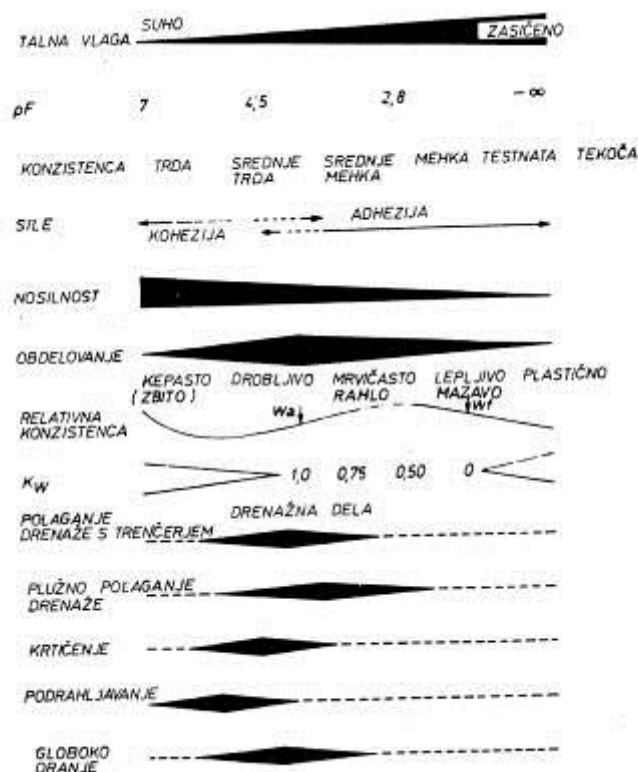 SUHO
TALNA VLAGA
ZASIČENO
pF 7 4,5 2,8 -∞
KONZISTENCA TRDA SREDNJE TRDA SREDNJE MEHKA MEHKA TESTNATA TEKOČA
SILE
ADHEZIJA
KOHEZIJA
NOSILNOST
OBDELOVANJE
KEPASTO (ZBITO) DROBLJIVO MRVIČASTO RAHLO LEPLJIVO MAZAVO PLASTIČNO
RELATIVNA KONZISTENCA
Wa
Wf
KW 1,0 0,75 0,50 0
DRENAŽNA DELA
POLAGANJE
DRENAŽE S TRENČERJEM
PLUŽNO POLAGANJE
DRENAŽE
KRTIČENJE
PODRAHLJAVANJE
GLOBOKO
ORANJE